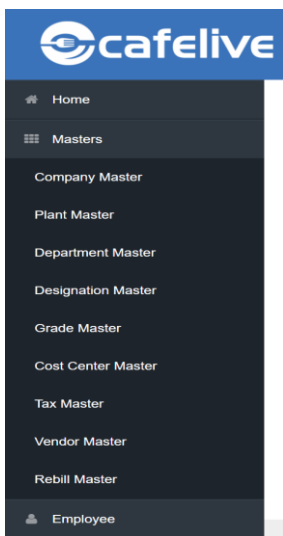 cafelive
Home
Masters
Company Master
Plant Master
Department Master
Designation Master
Grade Master
Cost Center Master
Tax Master
Vendor Master
Rebill Master
Employee